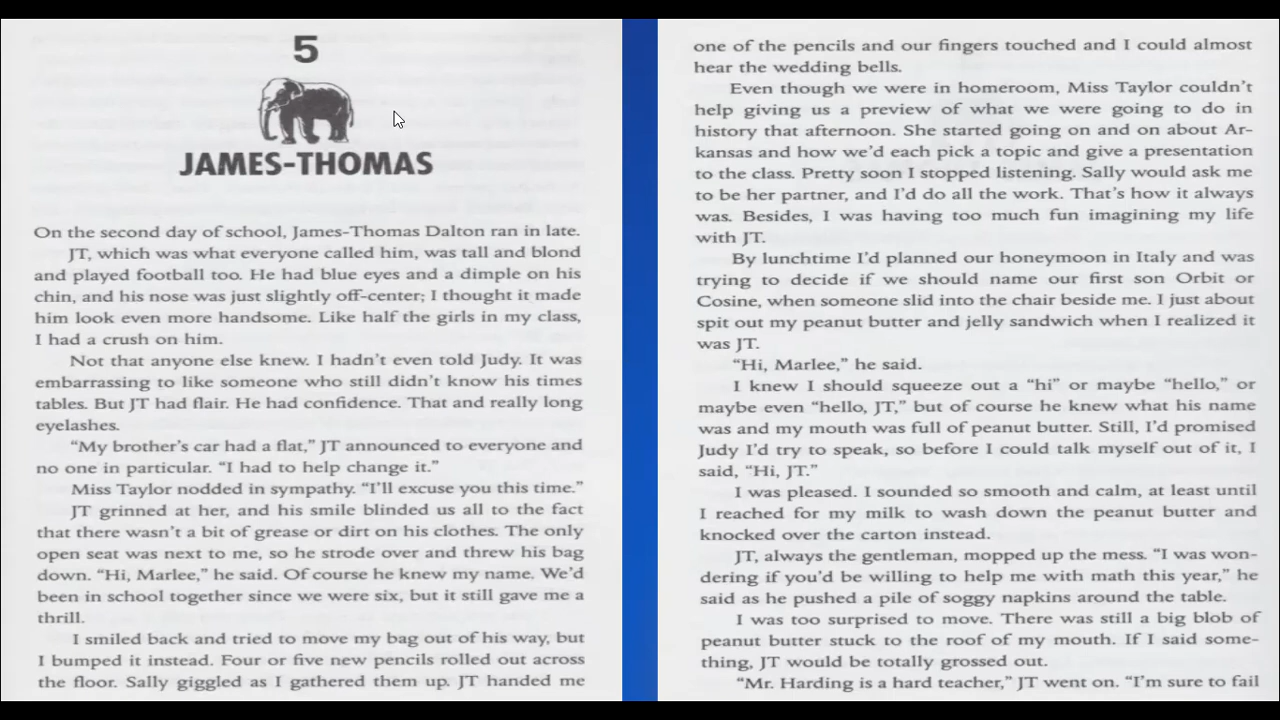 5
JAMES-THOMAS
On the second day of school, James-Thomas Dalton ran in late.
JT, which was what everyone called him, was tall and blond
and played football too. He had blue eyes and a dimple on his
chin, and his nose was just slightly off-center; I thought it made
him look even more handsome. Like half the girls in my class,
I had a crush on him.
Not that anyone else knew. I hadn't even told Judy. It was
embarrassing to like someone who still didn't know his times
tables. But JT had flair. He had confidence. That and really long
eyelashes.
"My brother's car had a flat," JT announced to everyone and
no one in particular. "I had to help change it."
Miss Taylor nodded in sympathy. "I'll excuse you this time."
JT grinned at her, and his smile blinded us all to the fact
that there wasn't a bit of grease or dirt on his clothes. The only
open seat was next to me, so he strode over and threw his bag
down. "Hi, Marlee," he said. Of course he knew my name. We'd
been in school together since we were six, but it still gave me a
thrill.
I smiled back and tried to move my bag out of his way, but
I bumped it instead. Four or five new pencils rolled out across
the floor. Sally giggled as I gathered them up. JT handed me
one of the pencils and our fingers touched and I could almost
hear the wedding bells.
Even though we were in homeroom, Miss Taylor couldn't
help giving us a preview of what we were going to do in
history that afternoon. She started going on and on about Ar-
kansas and how we'd each pick a topic and give a presentation
to the class. Pretty soon I stopped listening. Sally would ask me
to be her partner, and I'd do all the work. That's how it always
was. Besides, I was having too much fun imagining my life
with JT.
By lunchtime I'd planned our honeymoon in Italy and was
trying to decide if we should name our first son Orbit or
Cosine, when someone slid into the chair beside me. I just about
spit out my peanut butter and jelly sandwich when I realized it
was JT.
"Hi, Marlee," he said.
I knew I should squeeze out a "hi" or maybe "hello," or
maybe even "hello, JT," but of course he knew what his name
was and my mouth was full of peanut butter. Still, I'd promised
Judy I'd try to speak, so before I could talk myself out of it, I
said, "Hi, JT."
I was pleased. I sounded so smooth and calm, at least until
I reached for my milk to wash down the peanut butter and
knocked over the carton instead.
JT, always the gentleman, mopped up the mess. "I was won-
dering if you'd be willing to help me with math this year," he
said as he pushed a pile of soggy napkins around the table.
I was too surprised to move. There was still a big blob of
peanut butter stuck to the roof of my mouth. If I said some-
thing, JT would be totally grossed out.
"Mr. Harding is a hard teacher," JT went on. "I'm sure to fail